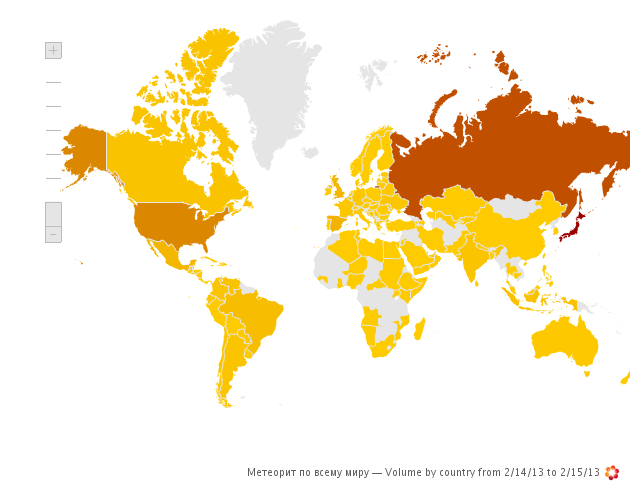 Метеорит по всему миру — Volume by country from 2/14/13 to 2/15/13